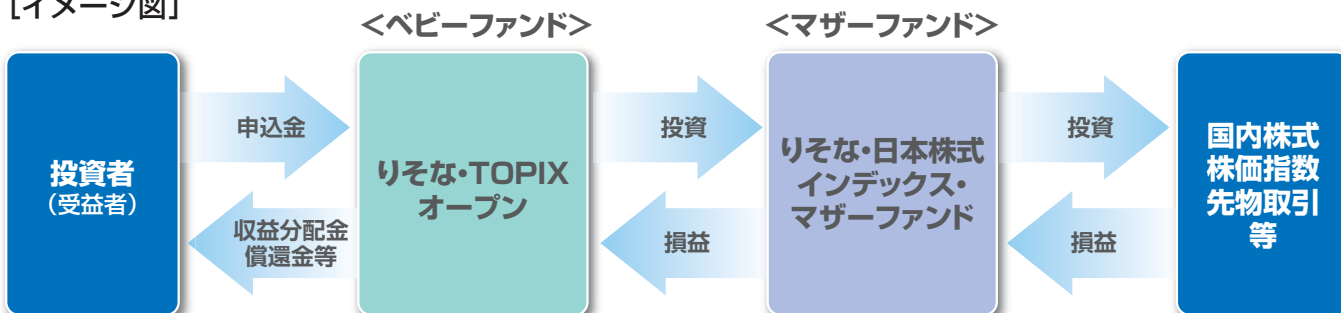 [イメージ図]
<ベビーファンド>
<マザーファンド>
投資者
(受益者)
申込金
収益分配金
償還金等
りそな・TOPIX
オープン
投資
損益
りそな・日本株式
インデックス・
マザーファンド
投資
損益
国内株式
株価指数
先物取引
等